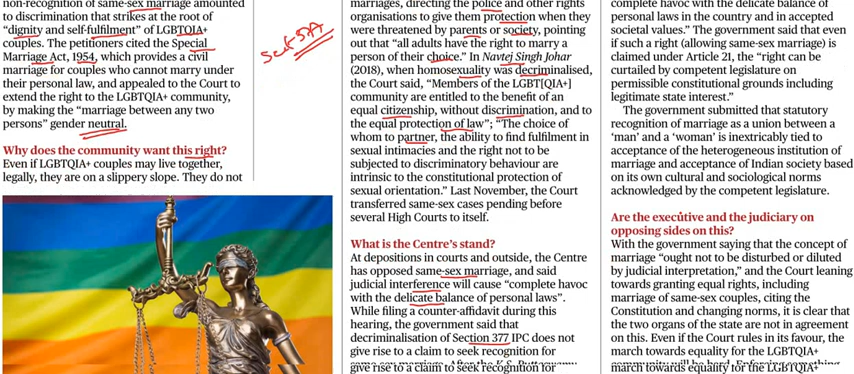 non-recognition of same-sex marriage amounted
to discrimination that strikes at the root of
“dignity and self-fulfilment” of LGBTQIA+
couples. The petitioners cited the Special
Marriage Act, 1954, which provides a civil
marriage for couples who cannot marry under
their personal law, and appealed to the Court to
extend the right to the LGBTQIA+ community,
by making the “marriage between any two
persons” gender neutral.
Why does the community want this right?
Even if LGBTQIA+ couples may live together,
legally, they are on a slippery slope. They do not
marriages, directing the police and other rights
organisations to give them protection when they
were threatened by parents or society, pointing
out that “all adults have the right to marry a
person of their choice.” In Navtej Singh Johar
(2018), when homosexuality was decriminalised,
the Court said, “Members of the LGBT[QIA+]
community are entitled to the benefit of an
equal citizenship, without discrimination, and to
the equal protection of law”; “The choice of
whom to partner, the ability to find fulfilment in
sexual intimacies and the right not to be
subjected to discriminatory behaviour are
intrinsic to the constitutional protection of
sexual orientation.” Last November, the Court
transferred same-sex cases pending before
several High Courts to itself.
What is the Centre’s stand?
At depositions in courts and outside, the Centre
has opposed same-sex marriage, and said
judicial interference will cause “complete havoc
with the delicate balance of personal laws”.
While filing a counter-affidavit during this
hearing, the government said that
decriminalisation of Section 377 IPC does not
give rise to a claim to seek recognition for
give rise to a claim to seek recognition for
complete havoc with the delicate balance of
personal laws in the country and in accepted
societal values.” The government said that even
if such a right (allowing same-sex marriage) is
claimed under Article 21, the “right can be
curtailed by competent legislature on
permissible constitutional grounds including
legitimate state interest.”
The government submitted that statutory
recognition of marriage as a union between a
‘man’ and a ‘woman’ is inextricably tied to
acceptance of the heterogeneous institution of
marriage and acceptance of Indian society based
on its own cultural and sociological norms
acknowledged by the competent legislature.
Are the executive and the judiciary on
opposing sides on this?
With the government saying that the concept of
marriage “ought not to be disturbed or diluted
by judicial interpretation,” and the Court leaning
towards granting equal rights, including
marriage of same-sex couples, citing the
Constitution and changing norms, it is clear that
the two organs of the state are not in agreement
on this. Even if the Court rules in its favour, the
march towards equality for the LGBTQIA+
march towards equality for the LGBTQIA+